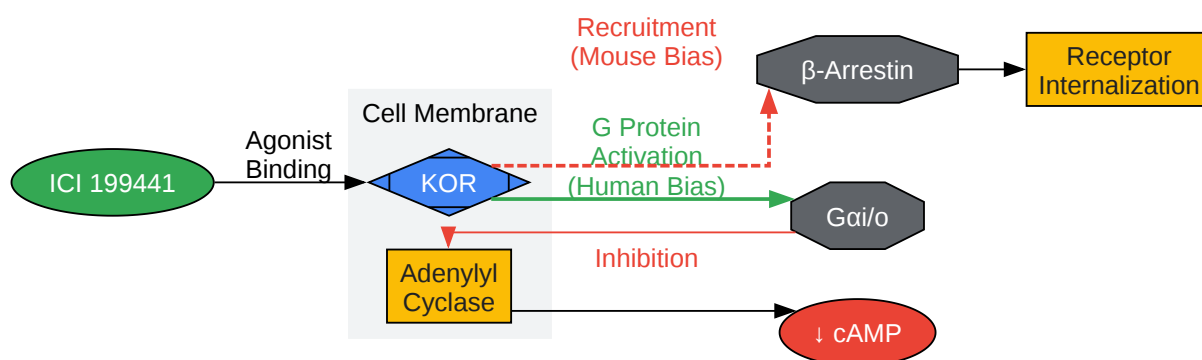 Recruitment
(Mouse Bias)
β-Arrestin
Receptor
Internalization
Cell Membrane
Agonist
Binding
G Protein
Activation
(Human Bias)
ICI 199441
KOR
Gαi/o
Inhibition
Adenylyl
Cyclase
↓ cAMP